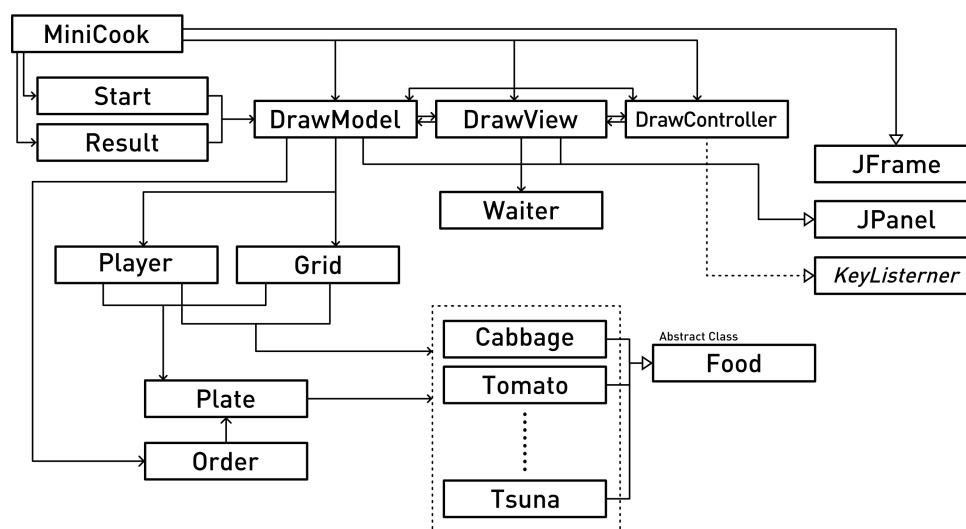 MiniCook
Start
Result
DrawModel
DrawView
DrawController
JFrame
JPanel
KeyListerner
Waiter
Player
Grid
Cabbage
Tomato
Tsuna
Abstract Class
Food
Plate
Order